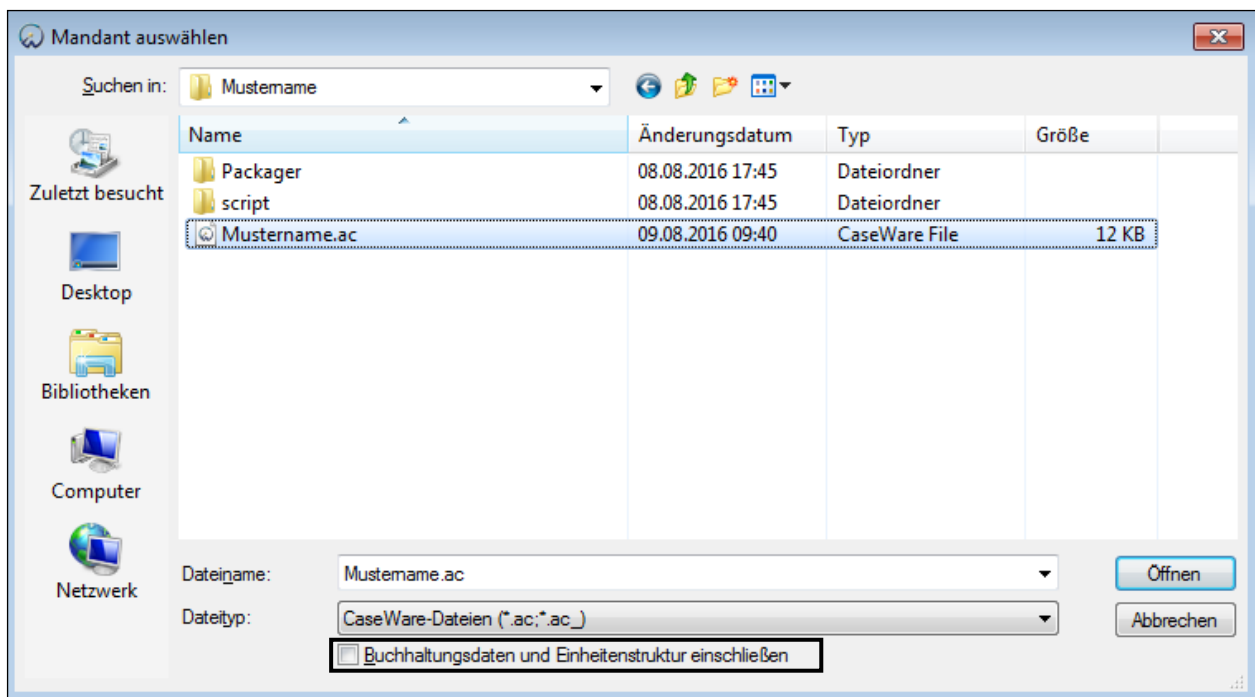 Mandant auswählen
Suchen in: Mustername
Name Änderungsdatum Typ Größe
Packager 08.08.2016 17:45 Dateiordner
script 08.08.2016 17:45 Dateiordner
Mustername.ac 09.08.2016 09:40 CaseWare File 12 KB
Zuletzt besucht
Desktop
Bibliotheken
Computer
Netzwerk
Dateiname: Mustername.ac Öffnen
Dateityp: CaseWare-Dateien (*.ac;*.ac_) Abbrechen
Buchhaltungsdaten und Einheitenstruktur einschließen